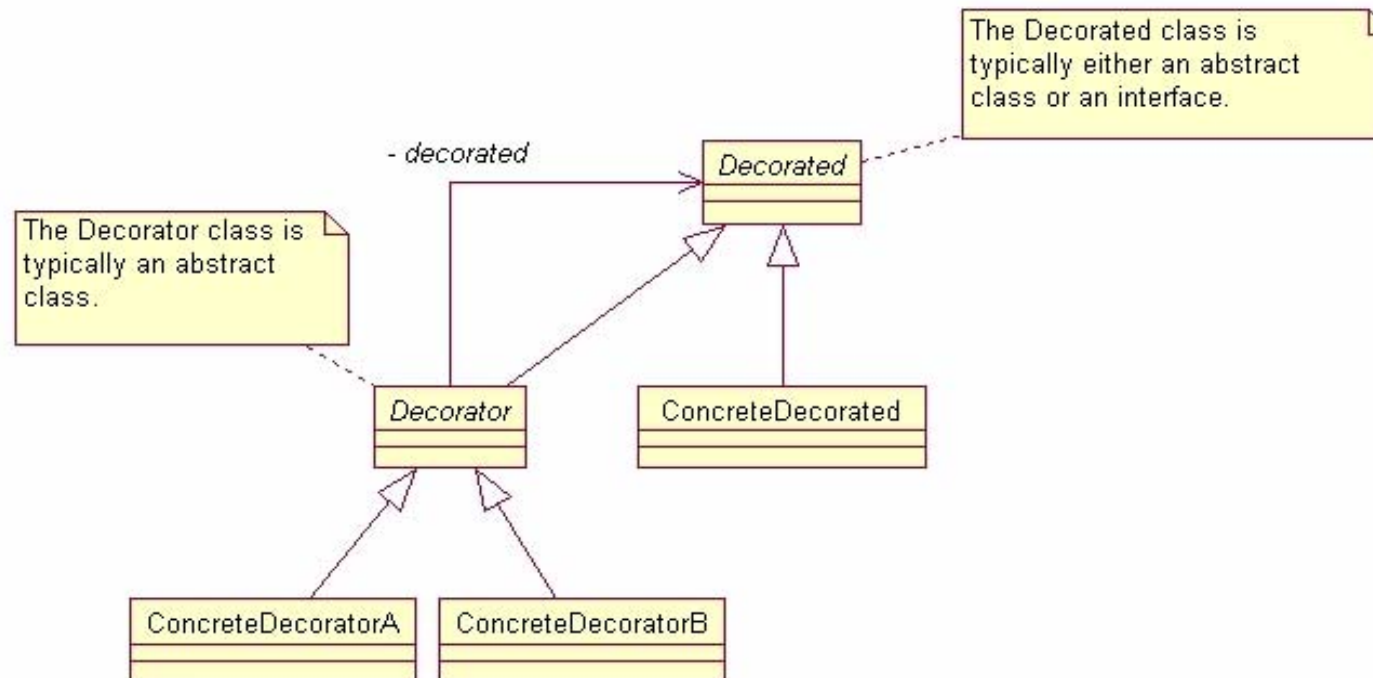 The Decorated class is
typically either an abstract
class or an interface.
- decorated
Decorated
The Decorator class is
typically an abstract
class.
Decorator
ConcreteDecorated
ConcreteDecoratorA
ConcreteDecoratorB